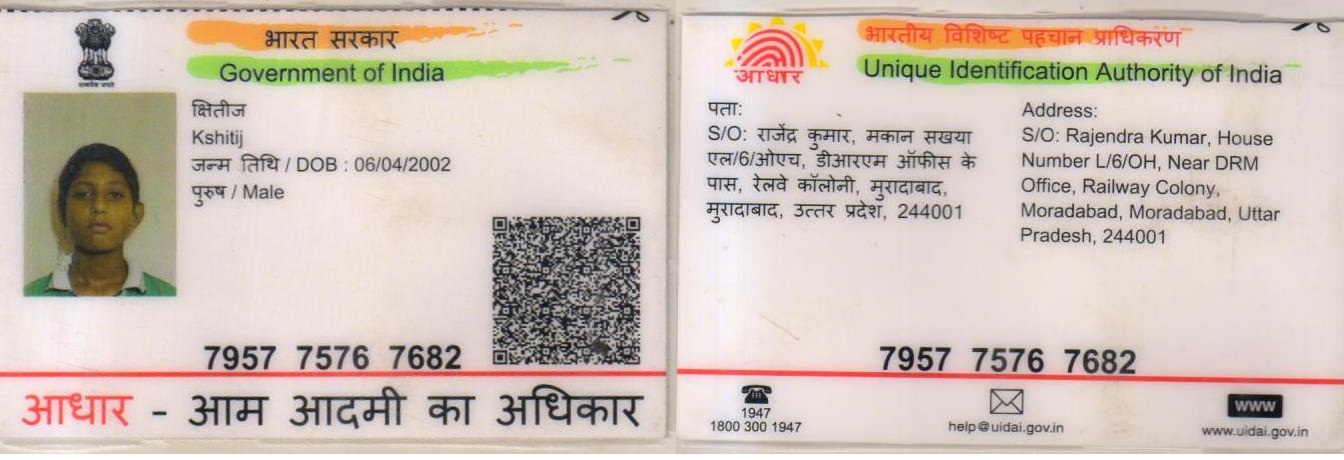 भारत सरकार
Government of India
क्षितीज
Kshitij
जन्म तिथि / DOB : 06/04/2002
पुरुष / Male
7957 7576 7682
आधार - आम आदमी का अधिकार
आधार
भारतीय विशिष्ट पहचान प्राधिकरण
Unique Identification Authority of India
पता:
S/O: राजेंद्र कुमार, मकान सखया
एल/6/ओएच, डीआरएम ऑफीस के
पास, रेलवे कॉलोनी, मुरादाबाद,
मुरादाबाद, उत्तर प्रदेश, 244001
Address:
S/O: Rajendra Kumar, House
Number L/6/OH, Near DRM
Office, Railway Colony,
Moradabad, Moradabad, Uttar
Pradesh, 244001
7957 7576 7682
1947
1800 300 1947
help@uidai.gov.in
www
www.uidai.gov.in